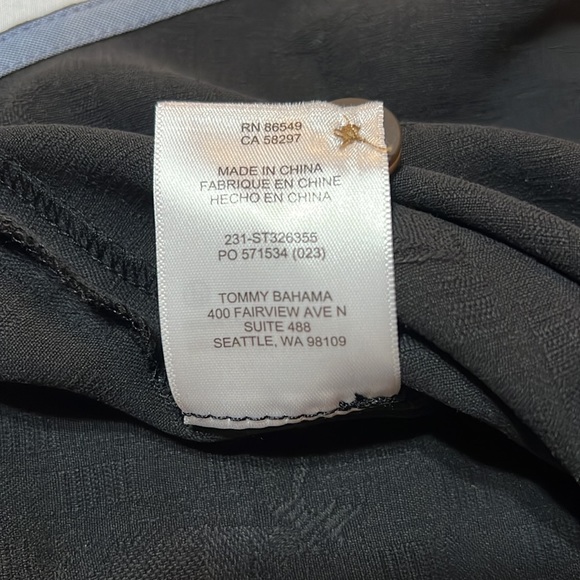 RN 86549
CA 58297
MADE IN CHINA
FABRIQUE EN CHINE
HECHO EN CHINA
231-ST326355
PO 571534 (023)
TOMMY BAHAMA
400 FAIRVIEW AVE N
SUITE 488
SEATTLE, WA 98109